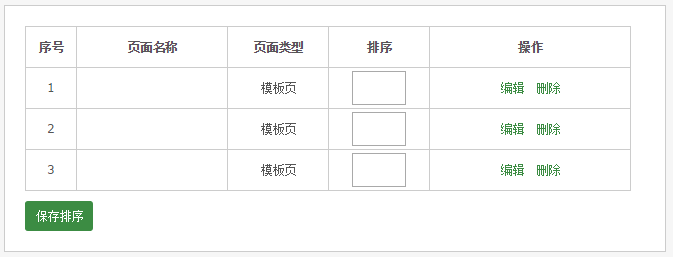 序号 页面名称 页面类型 排序 操作
1 模板页 编辑 删除
2 模板页 编辑 删除
3 模板页 编辑 删除
保存排序